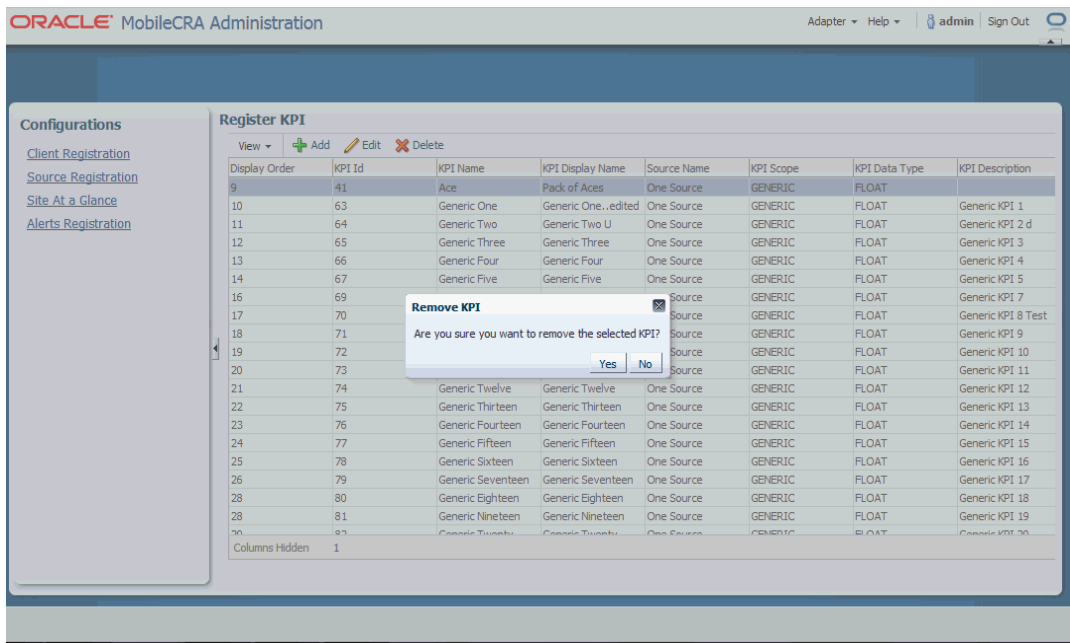 ORACLE MobileCRA Administration
Adapter Help admin Sign Out
Configurations
Client Registration
Source Registration
Site At a Glance
Alerts Registration
Register KPI
View Add Edit Delete
Display Order KPI Id KPI Name KPI Display Name Source Name KPI Scope KPI Data Type KPI Description
9 41 Ace Pack of Aces One Source GENERIC FLOAT
10 63 Generic One Generic One..edited One Source GENERIC FLOAT Generic KPI 1
11 64 Generic Two Generic Two U One Source GENERIC FLOAT Generic KPI 2 d
12 65 Generic Three Generic Three One Source GENERIC FLOAT Generic KPI 3
13 66 Generic Four Generic Four One Source GENERIC FLOAT Generic KPI 4
14 67 Generic Five Generic Five One Source GENERIC FLOAT Generic KPI 5
16 69 Source GENERIC FLOAT Generic KPI 7
17 70 Source GENERIC FLOAT Generic KPI 8 Test
18 71 Source GENERIC FLOAT Generic KPI 9
19 72 Source GENERIC FLOAT Generic KPI 10
20 73 Source GENERIC FLOAT Generic KPI 11
Remove KPI
Are you sure you want to remove the selected KPI?
Yes No
21 74 Generic Twelve Generic Twelve One Source GENERIC FLOAT Generic KPI 12
22 75 Generic Thirteen Generic Thirteen One Source GENERIC FLOAT Generic KPI 13
23 76 Generic Fourteen Generic Fourteen One Source GENERIC FLOAT Generic KPI 14
24 77 Generic Fifteen Generic Fifteen One Source GENERIC FLOAT Generic KPI 15
25 78 Generic Sixteen Generic Sixteen One Source GENERIC FLOAT Generic KPI 16
26 79 Generic Seventeen Generic Seventeen One Source GENERIC FLOAT Generic KPI 17
28 80 Generic Eighteen Generic Eighteen One Source GENERIC FLOAT Generic KPI 18
28 81 Generic Nineteen Generic Nineteen One Source GENERIC FLOAT Generic KPI 19
Generic Twenty Generic Twenty One Source GENERIC FLOAT Generic KPI 20
Columns Hidden 1